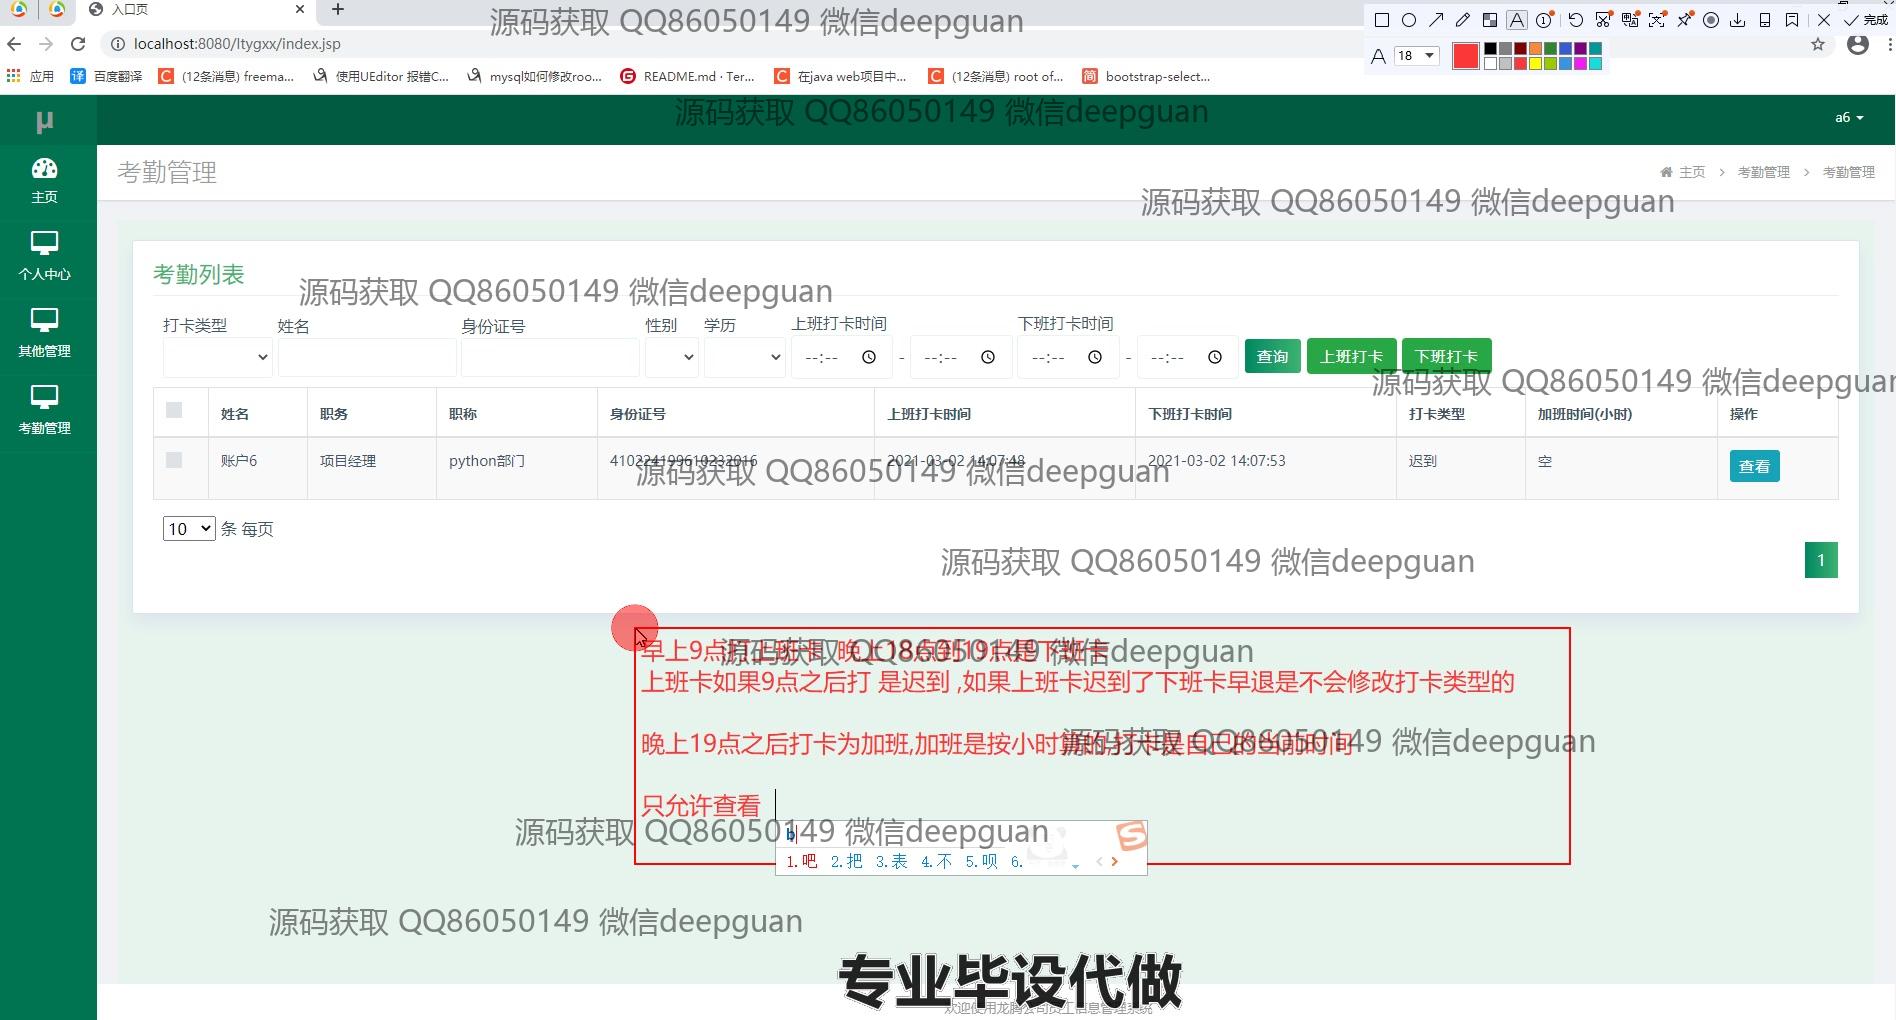 入口页
源码获取 QQ86050149 微信deepguan
完成
localhost:8080/ltygxx/index.jsp
18
应用
百度翻译
(12条消息) freema...
使用UEditor 报错C...
mysql如何修改roo...
README.md · Ter...
在java web项目中...
(12条消息) root of...
bootstrap-select...
μ
源码获取 QQ86050149 微信deepguan
a6
主页
考勤管理
主页 > 考勤管理 > 考勤管理
源码获取 QQ86050149 微信deepguan
个人中心
考勤列表
源码获取 QQ86050149 微信deepguan
打卡类型 姓名 身份证号 性别 学历 上班打卡时间 下班打卡时间
其他管理
--:-- - --:-- --:-- - --:-- 查询 上班打卡 下班打卡
源码获取 QQ86050149 微信deepguan
姓名 职务 职称 身份证号 上班打卡时间 下班打卡时间 打卡类型 加班时间(小时) 操作
考勤管理
账户6 项目经理 python部门 410224199610232016 2021-03-02 14:07:48 2021-03-02 14:07:53 迟到 空 查看
源码获取 QQ86050149 微信deepguan
10 条 每页
源码获取 QQ86050149 微信deepguan
1
早上9点打上班卡 晚上18点到19点是下班卡
源码获取 QQ86050149 微信deepguan
上班卡如果9点之后打 是迟到 ,如果上班卡迟到了下班卡早退是不会修改打卡类型的
晚上19点之后打卡为加班,加班是按小时算的,打卡是自己的当前时间
源码获取 QQ86050149 微信deepguan
只允许查看
源码获取 QQ86050149 微信deepguan
b
1.吧 2.把 3.表 4.不 5.呗 6.
源码获取 QQ86050149 微信deepguan
专业毕设代做
欢迎使用龙腾公司员工信息管理系统